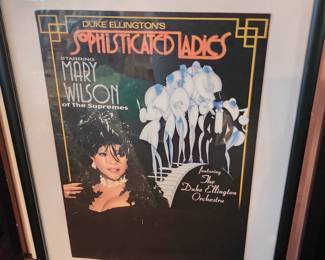 DUKE ELLINGTON'S
SOPHISTICATED LADIES
STARRING
MARY
WILSON
of The Supremes
featuring
The
Duke Ellington
Orchestra